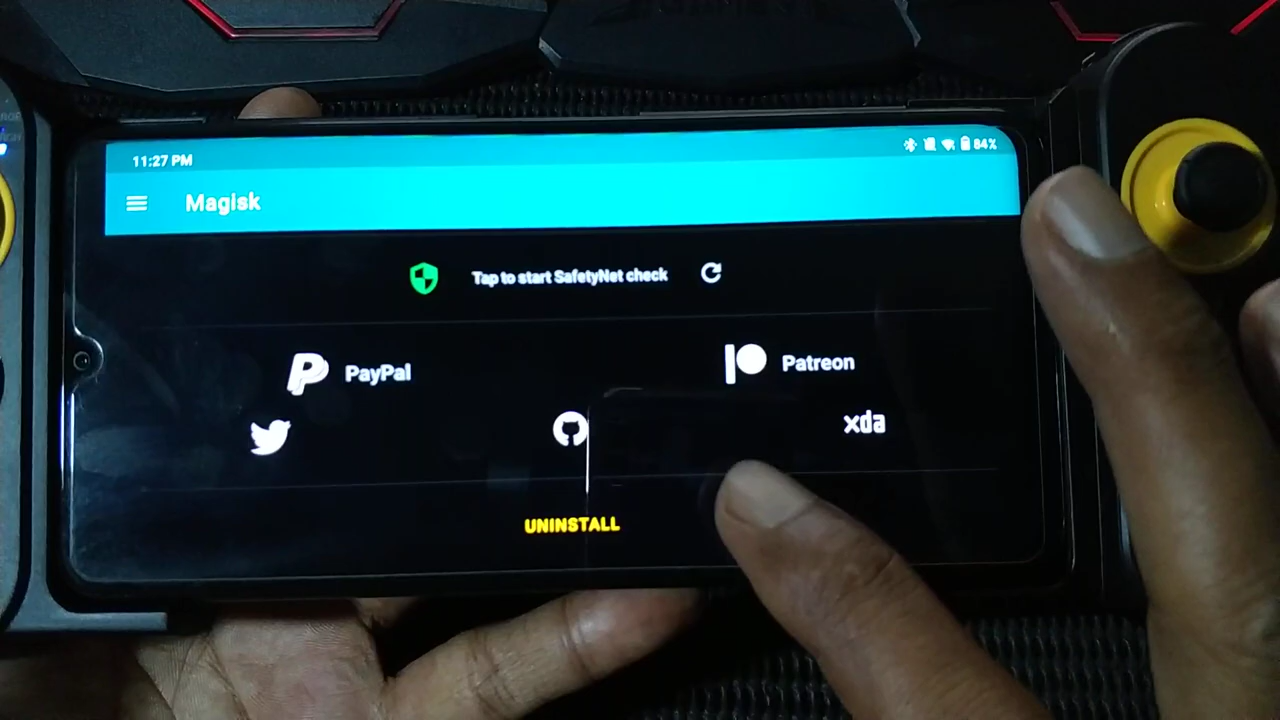 11:27 PM
84%
Magisk
Tap to start SafetyNet check
PayPal
Patreon
xda
UNINSTALL